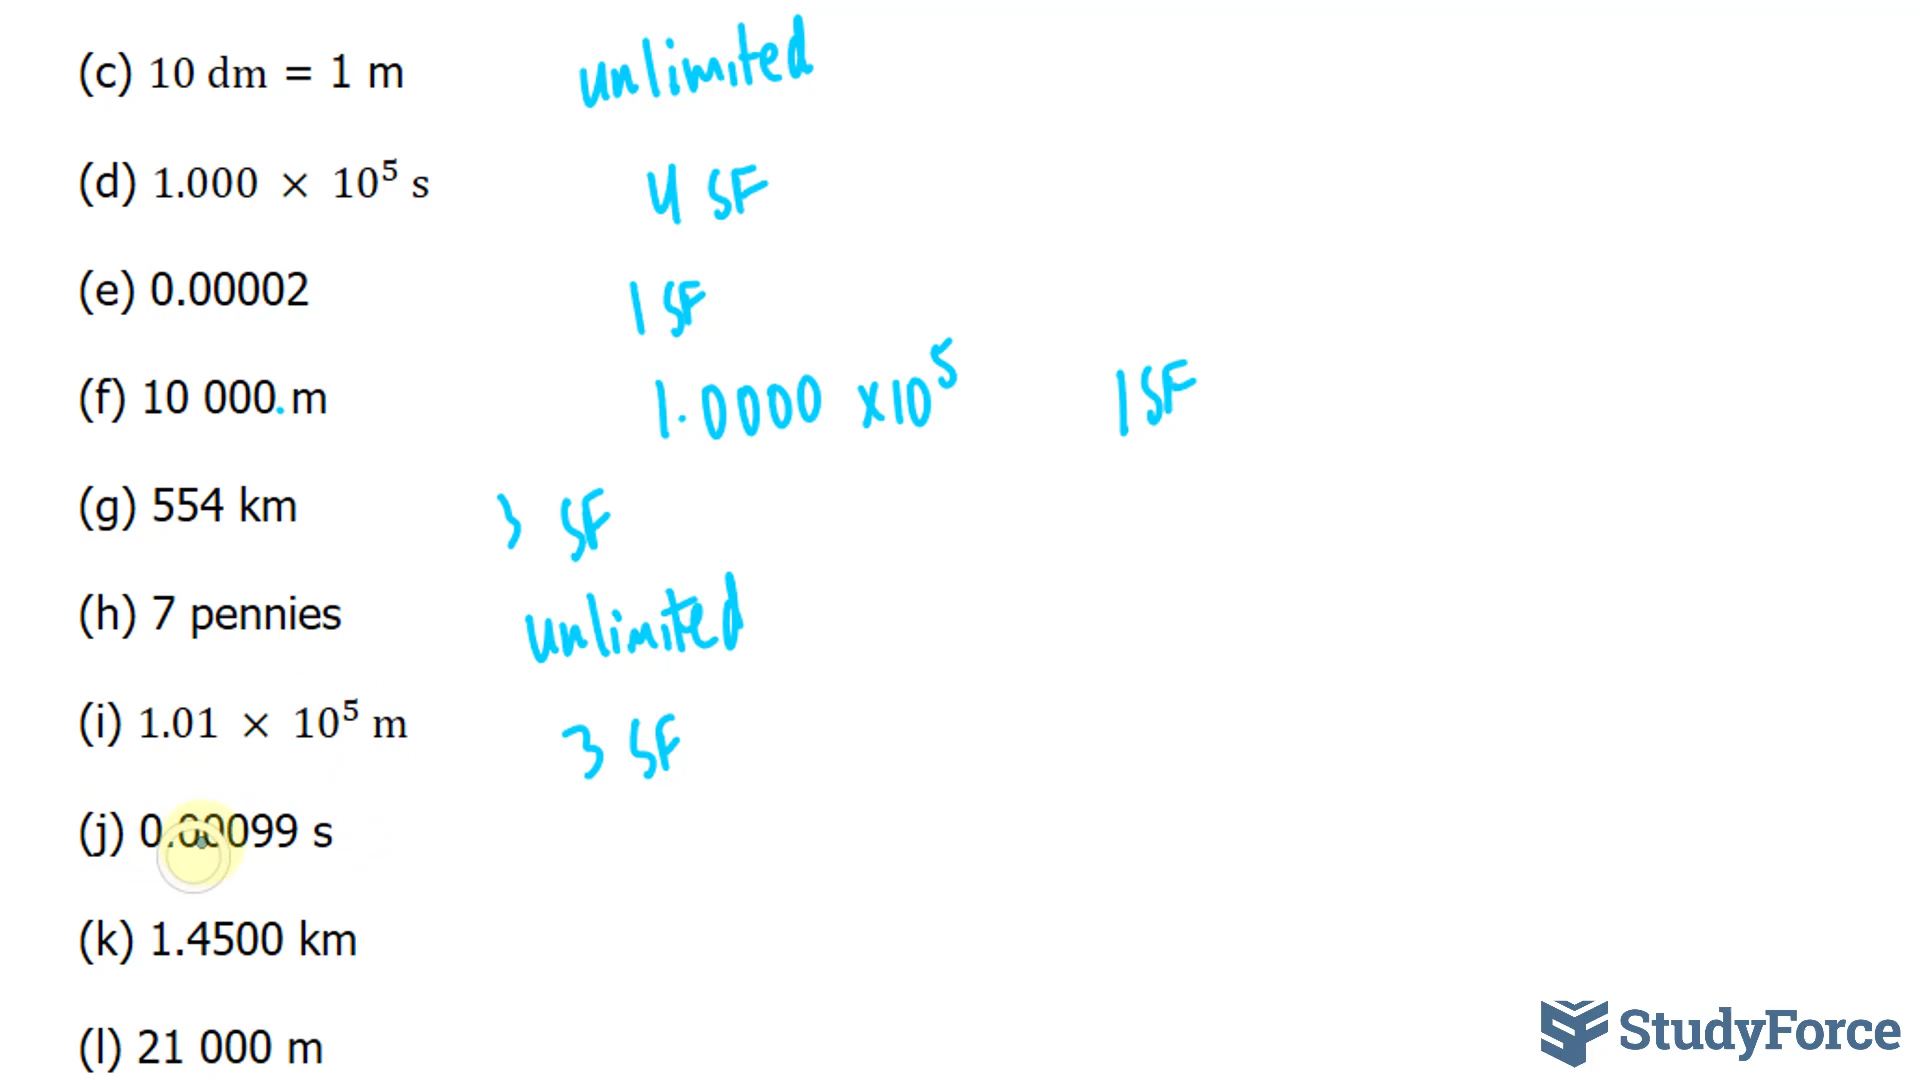 (c) 10 dm = 1 m unlimited
(d) 1.000 × 10⁵ s 4 SF
(e) 0.00002 1 SF
(f) 10 000. m 1.0000 x10⁵ 1 SF
(g) 554 km 3 SF
(h) 7 pennies unlimited
(i) 1.01 × 10⁵ m 3 SF
(j) 0.00099 s
(k) 1.4500 km
(l) 21 000 m
StudyForce